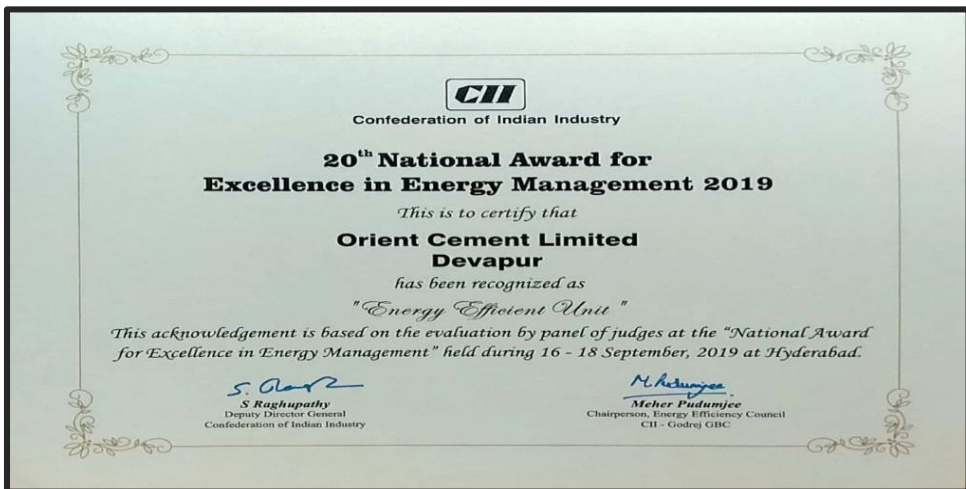 CII
Confederation of Indian Industry
20th National Award for
Excellence in Energy Management 2019
This is to certify that
Orient Cement Limited
Devapur
has been recognized as
"Energy Efficient Unit"
This acknowledgement is based on the evaluation by panel of judges at the “National Award
for Excellence in Energy Management” held during 16 - 18 September, 2019 at Hyderabad.
S. Ragh
M. Pudumjee
S Raghupathy
Meher Pudumjee
Deputy Director General
Chairperson, Energy Efficiency Council
Confederation of Indian Industry
CII - Godrej GBC